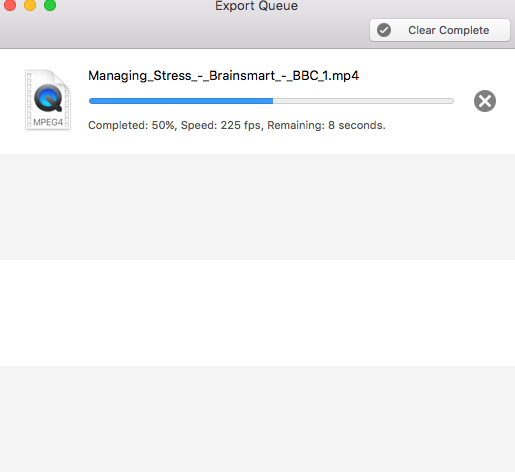 Export Queue
Clear Complete
Managing_Stress_-_Brainsmart_-_BBC_1.mp4
MPEG4
Completed: 50%, Speed: 225 fps, Remaining: 8 seconds.